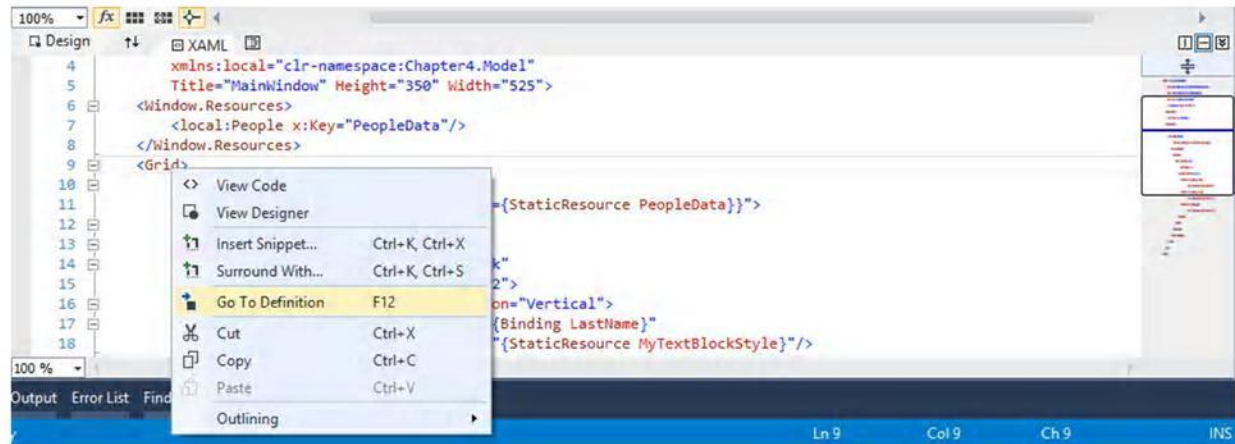 100% fx
Design XAML
4 xmlns:local="clr-namespace:Chapter4.Model"
5 Title="MainWindow" Height="350" Width="525">
6 <Window.Resources>
7 <local:People x:Key="PeopleData"/>
8 </Window.Resources>
9 <Grid>
10
11 ={StaticResource PeopleData}}">
12
13
14 k"
15 2">
16 on="Vertical">
17 {Binding LastName}"
18 "{StaticResource MyTextBlockStyle}"/>
View Code
View Designer
Insert Snippet... Ctrl+K, Ctrl+X
Surround With... Ctrl+K, Ctrl+S
Go To Definition F12
Cut Ctrl+X
Copy Ctrl+C
Paste Ctrl+V
Outlining
100 %
Output Error List Find
Ln 9 Col 9 Ch 9 INS